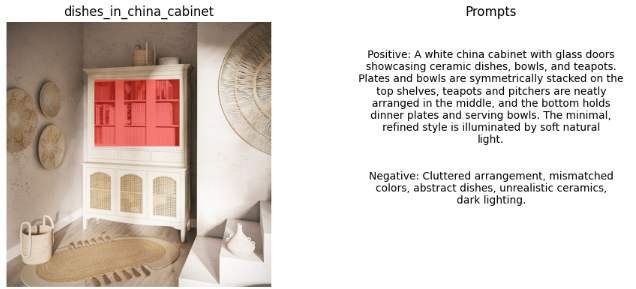 dishes_in_china_cabinet
Prompts
Positive: A white china cabinet with glass doors
showcasing ceramic dishes, bowls, and teapots.
Plates and bowls are symmetrically stacked on the
top shelves, teapots and pitchers are neatly
arranged in the middle, and the bottom holds
dinner plates and serving bowls. The minimal,
refined style is illuminated by soft natural
light.
Negative: Cluttered arrangement, mismatched
colors, abstract dishes, unrealistic ceramics,
dark lighting.